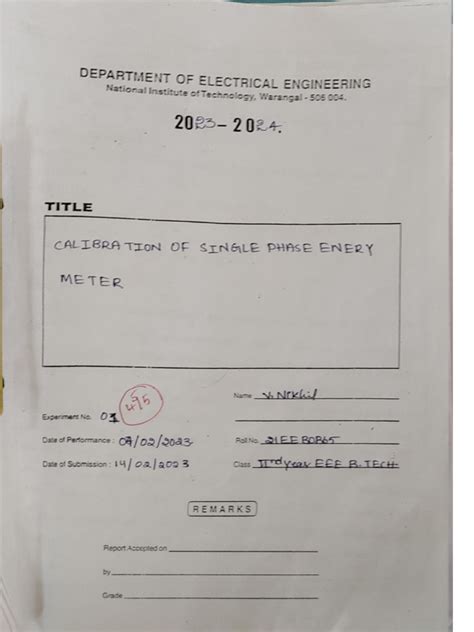 DEPARTMENT OF ELECTRICAL ENGINEERING
National Institute of Technology, Warangal - 506 004.
2023-2024.
TITLE
CALIBRATION OF SINGLE PHASE ENERY
METER
Name V. Nikhil
Experiment No. 01
Date of Performance : 07/02/2023
Roll No. 21EEB0B65
Date of Submission : 14/02/2023
Class IInd year EEE B.TECH
REMARKS
Report Accepted on
by
Grade